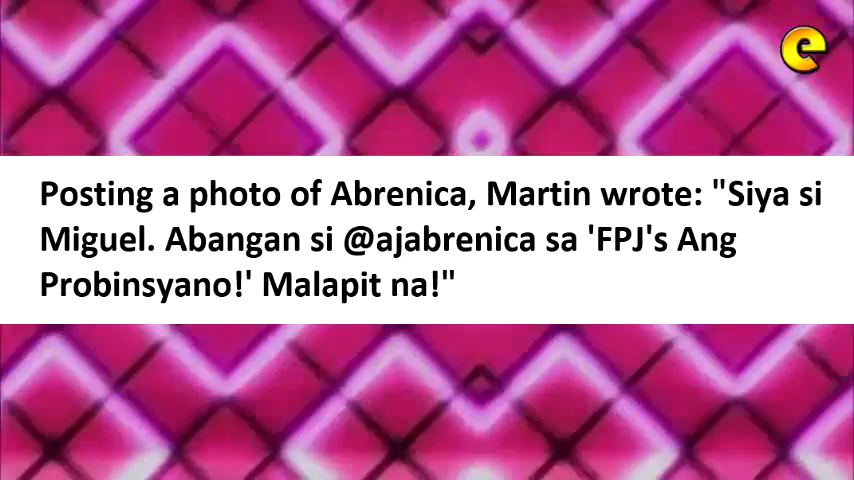 e
Posting a photo of Abrenica, Martin wrote: "Siya si
Miguel. Abangan si @ajabrenica sa 'FPJ's Ang
Probinsyano!' Malapit na!"